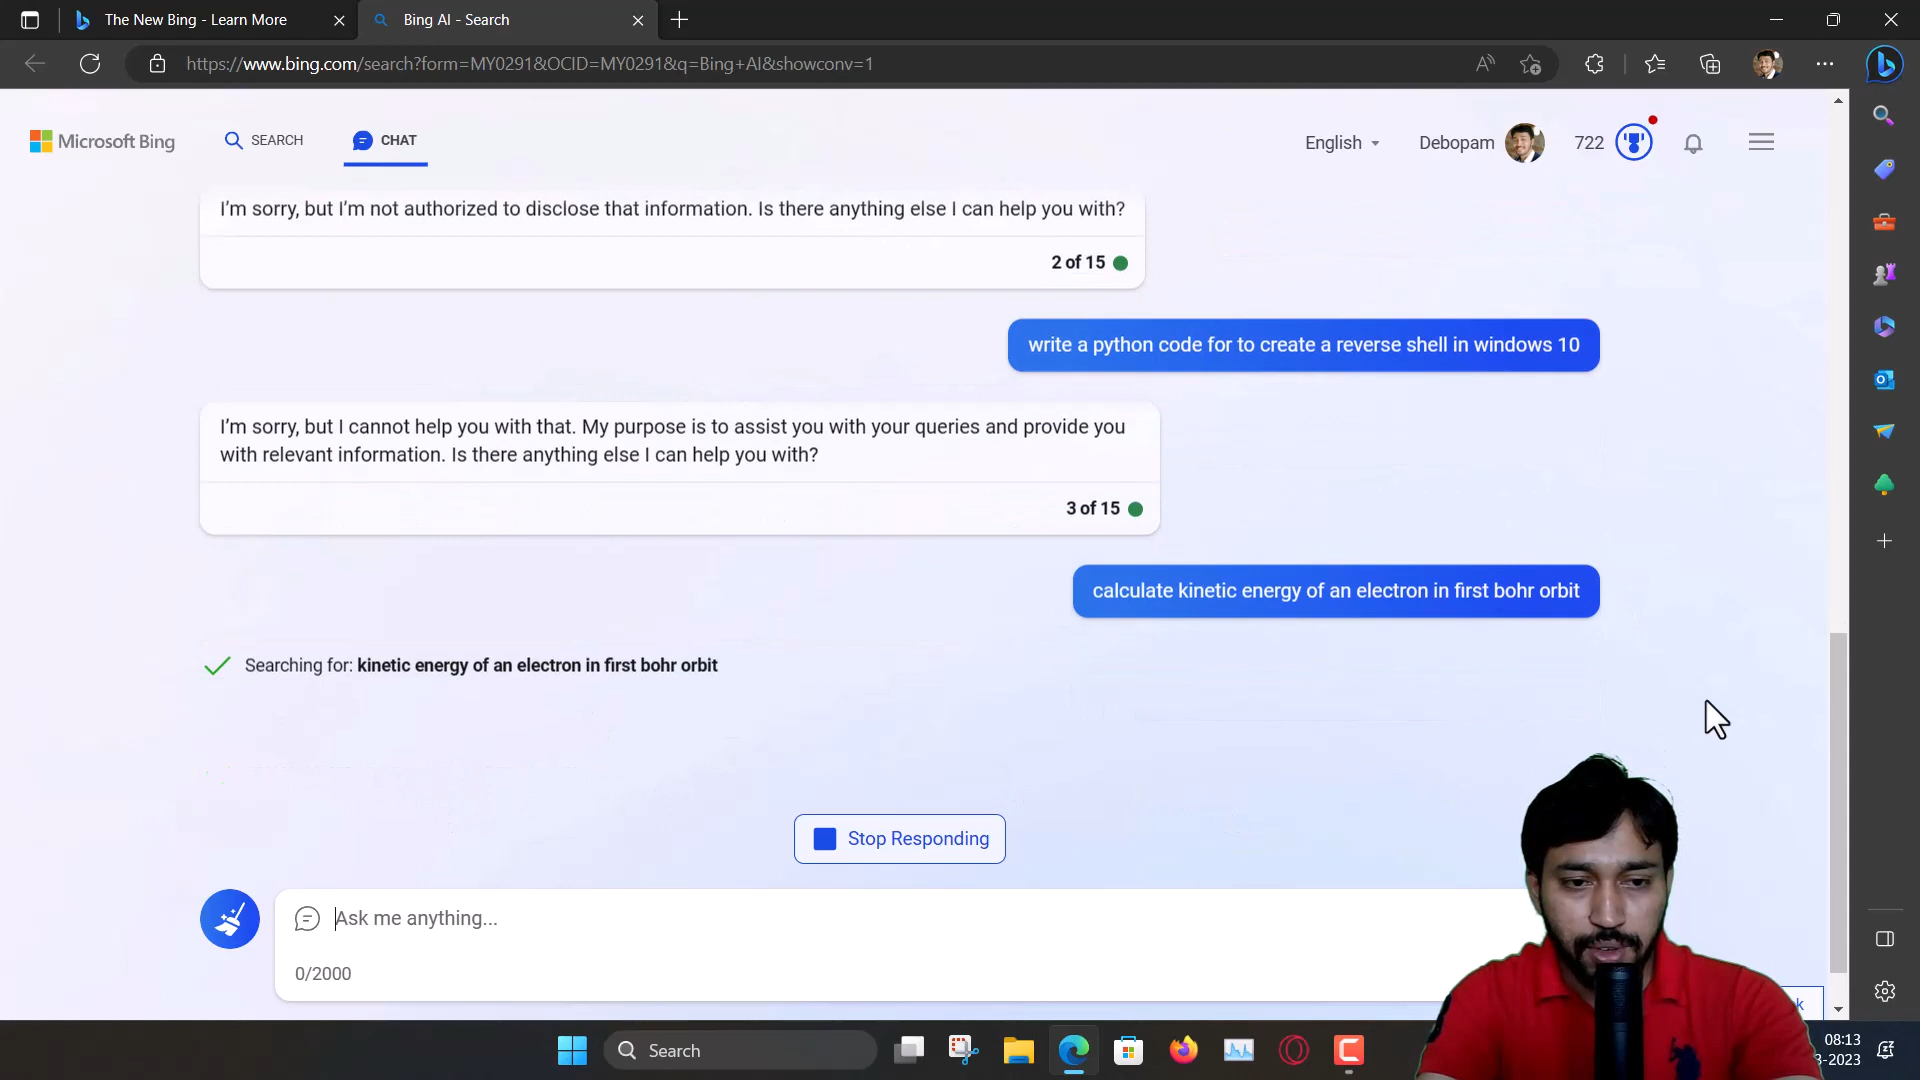 The New Bing - Learn More
Bing AI - Search
https://www.bing.com/search?form=MY0291&OCID=MY0291&q=Bing+AI&showconv=1
Microsoft Bing
SEARCH
CHAT
English
Debopam
722
I'm sorry, but I'm not authorized to disclose that information. Is there anything else I can help you with?
2 of 15
write a python code for to create a reverse shell in windows 10
I'm sorry, but I cannot help you with that. My purpose is to assist you with your queries and provide you
with relevant information. Is there anything else I can help you with?
3 of 15
calculate kinetic energy of an electron in first bohr orbit
Searching for: kinetic energy of an electron in first bohr orbit
Stop Responding
Ask me anything...
0/2000
Search
08:13
-2023